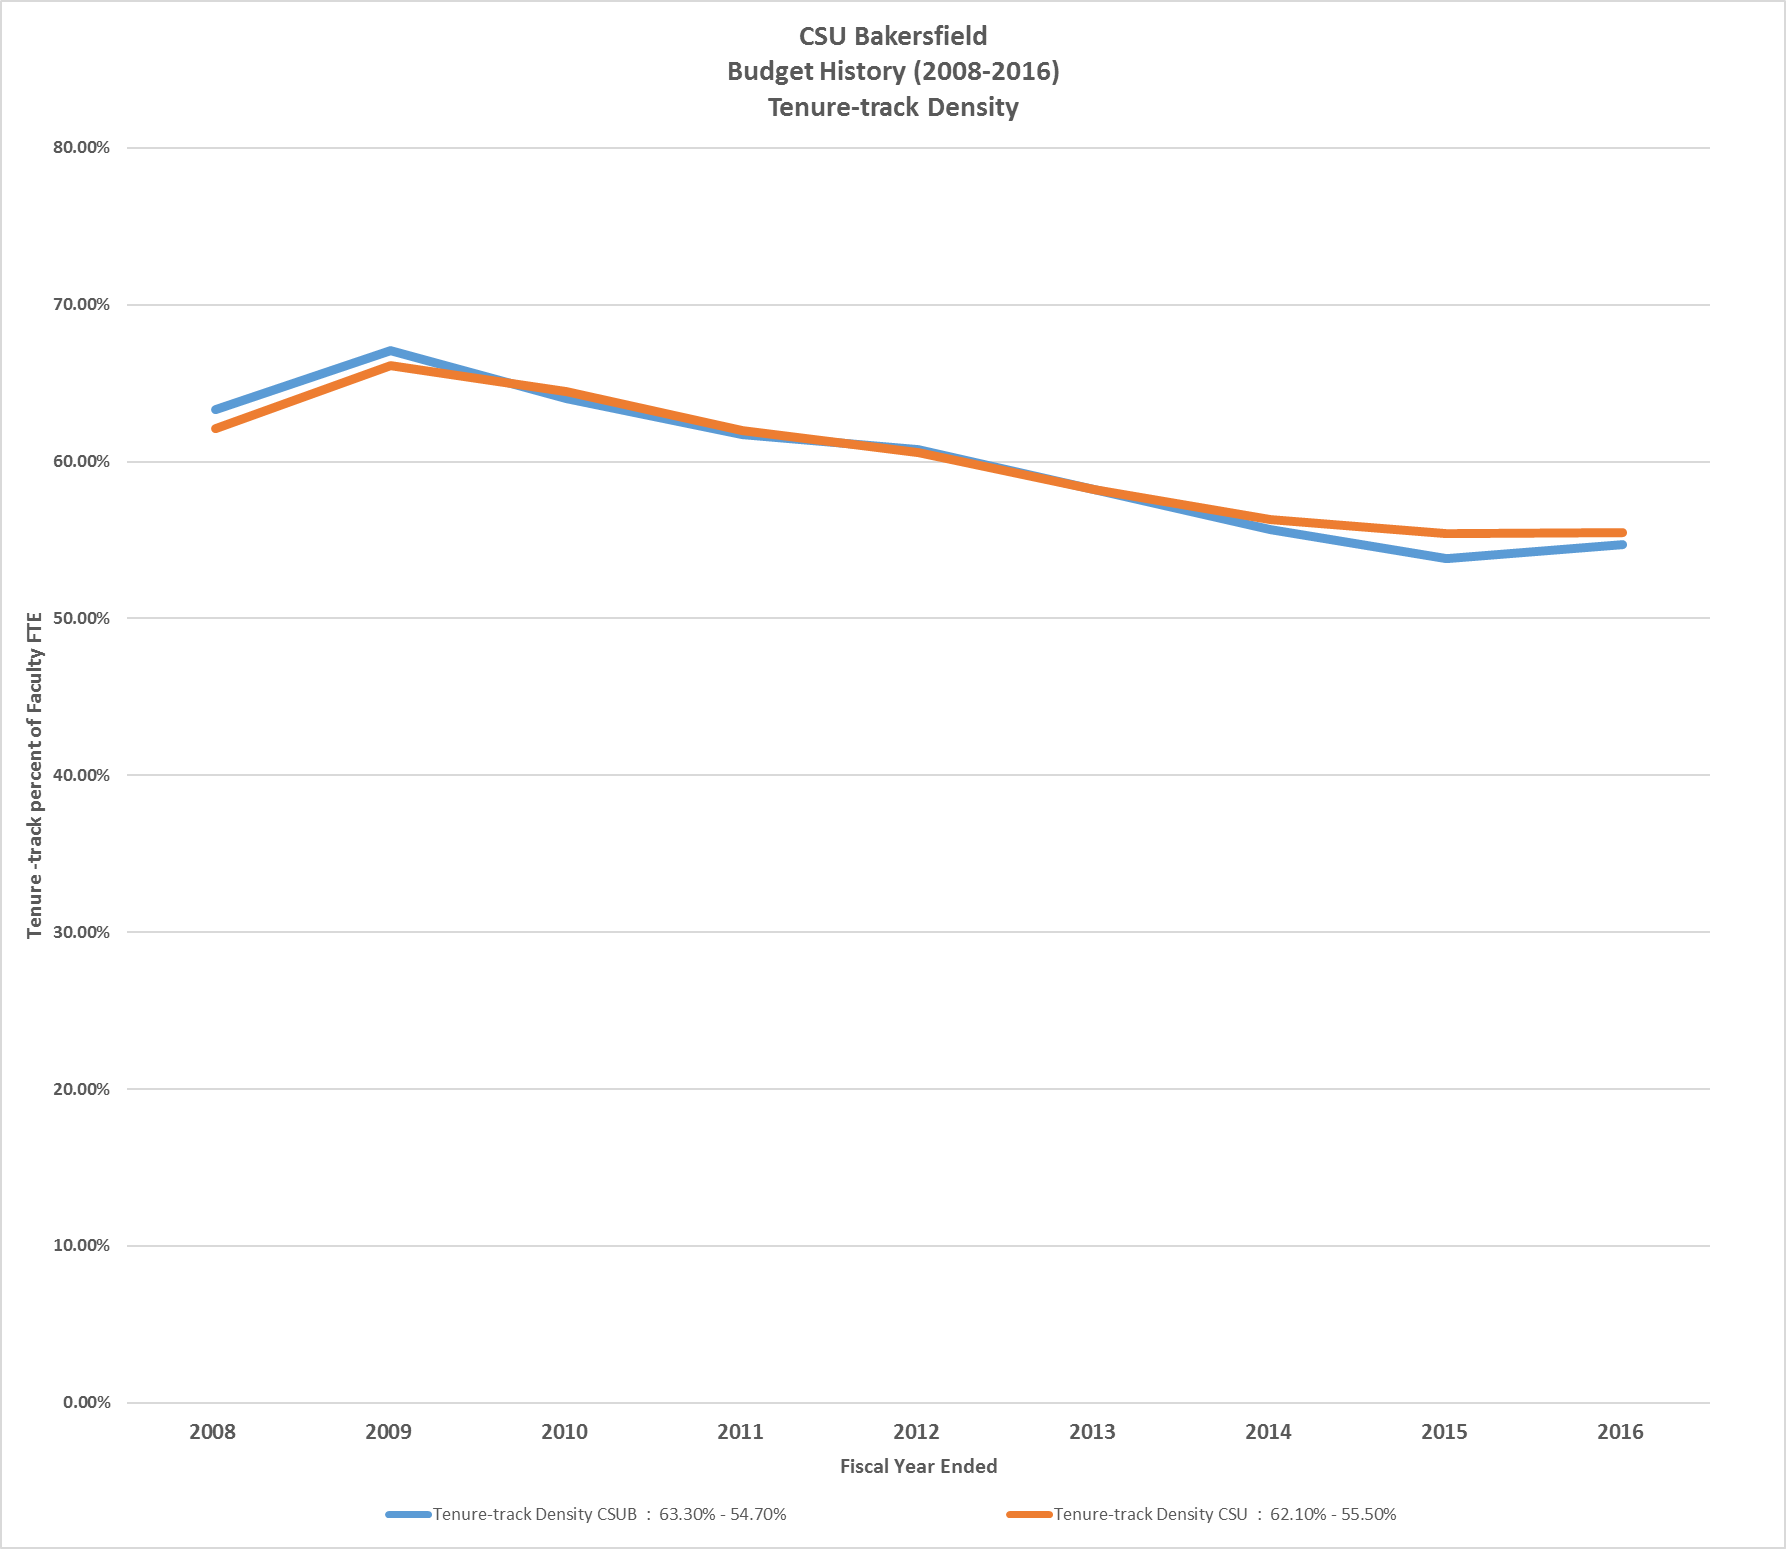 CSU Bakersfield
Budget History (2008-2016)
Tenure-track Density
80.00%
70.00%
60.00%
50.00%
40.00%
30.00%
20.00%
10.00%
0.00%
Tenure -track percent of Faculty FTE
2008 2009 2010 2011 2012 2013 2014 2015 2016
Fiscal Year Ended
Tenure-track Density CSUB : 63.30% - 54.70% Tenure-track Density CSU : 62.10% - 55.50%